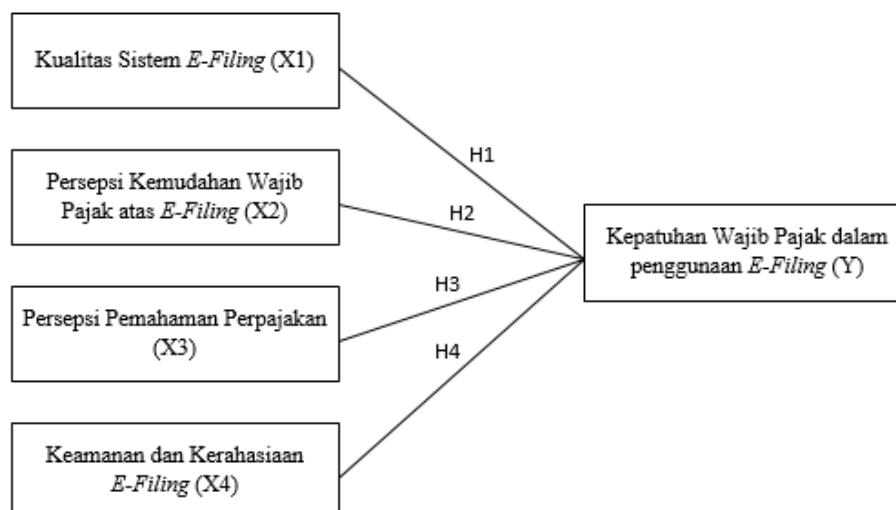 Kualitas Sistem E-Filing (X1)
Persepsi Kemudahan Wajib
Pajak atas E-Filing (X2)
Persepsi Pemahaman Perpajakan
(X3)
Keamanan dan Kerahasiaan
E-Filing (X4)
H1
H2
H3
H4
Kepatuhan Wajib Pajak dalam
penggunaan E-Filing (Y)